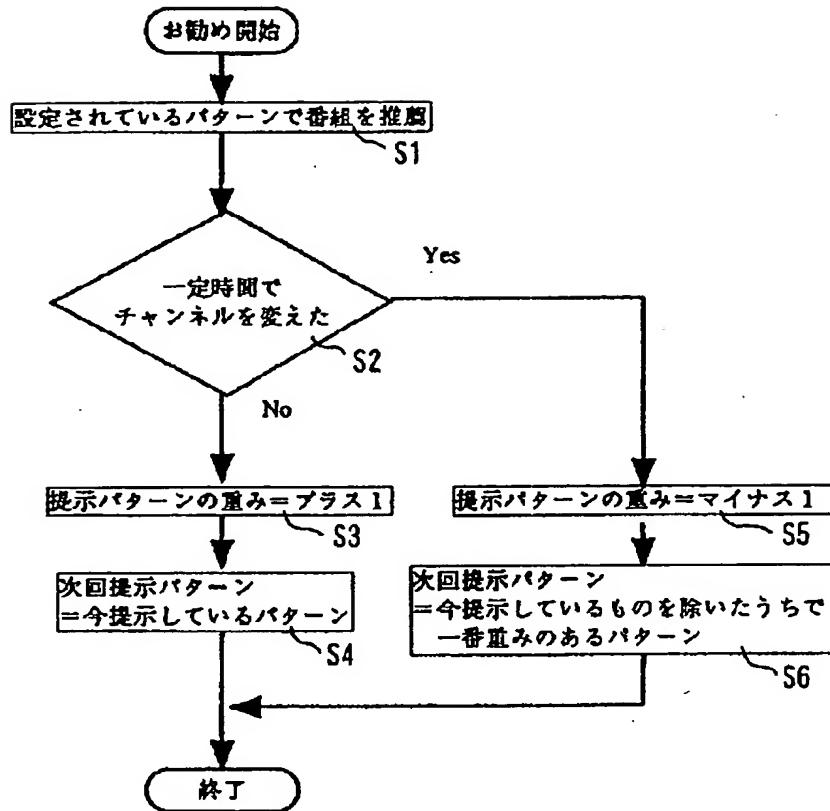 お勧め開始
設定されているパターンで番組を推薦
S1
一定時間で
チャンネルを変えた
S2
Yes
No
提示パターンの重み＝プラス１
S3
次回提示パターン
＝今提示しているパターン
S4
提示パターンの重み＝マイナス１
S5
次回提示パターン
＝今提示しているものを除いたうちで
一番重みのあるパターン
S6
終了